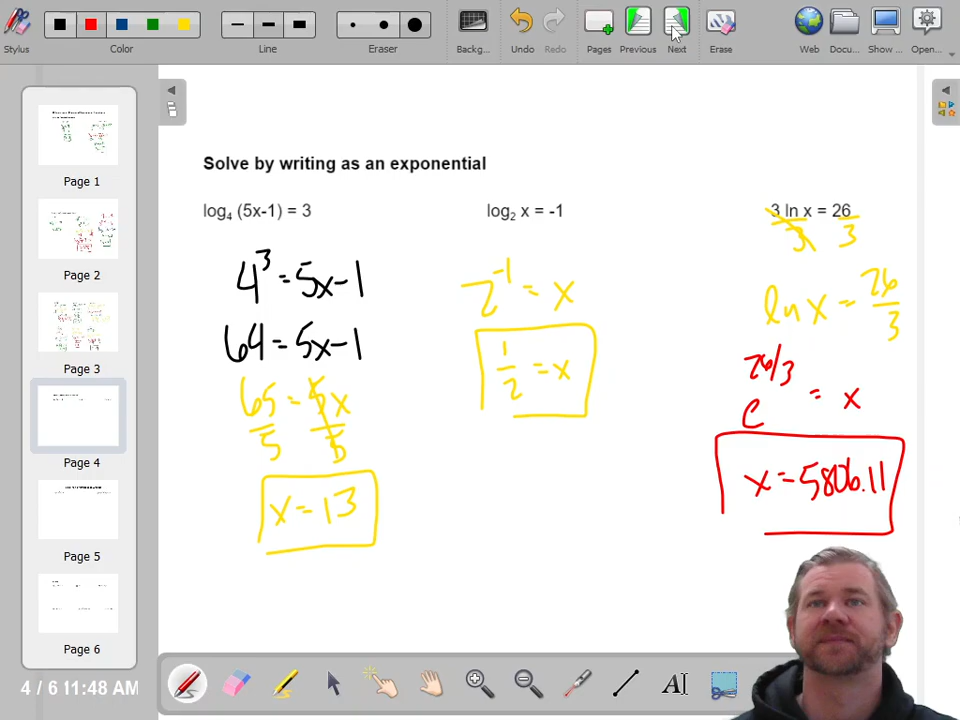 Stylus
Color
Line
Eraser
Backg...
Undo
Redo
Pages
Previous
Next
Erase
Web
Docu...
Show ...
Open...
Page 1
Page 2
Page 3
Page 4
Page 5
Page 6
4 / 6 11:48 AM
Solve by writing as an exponential
log₄ (5x-1) = 3
4³ = 5x-1
64 = 5x-1
65/5 = 5x/5
x = 13
log₂ x = -1
2⁻¹ = x
1/2 = x
3 ln x = 26
3 3
ln x = 26/3
e^26/3 = x
x = 5806.11
A